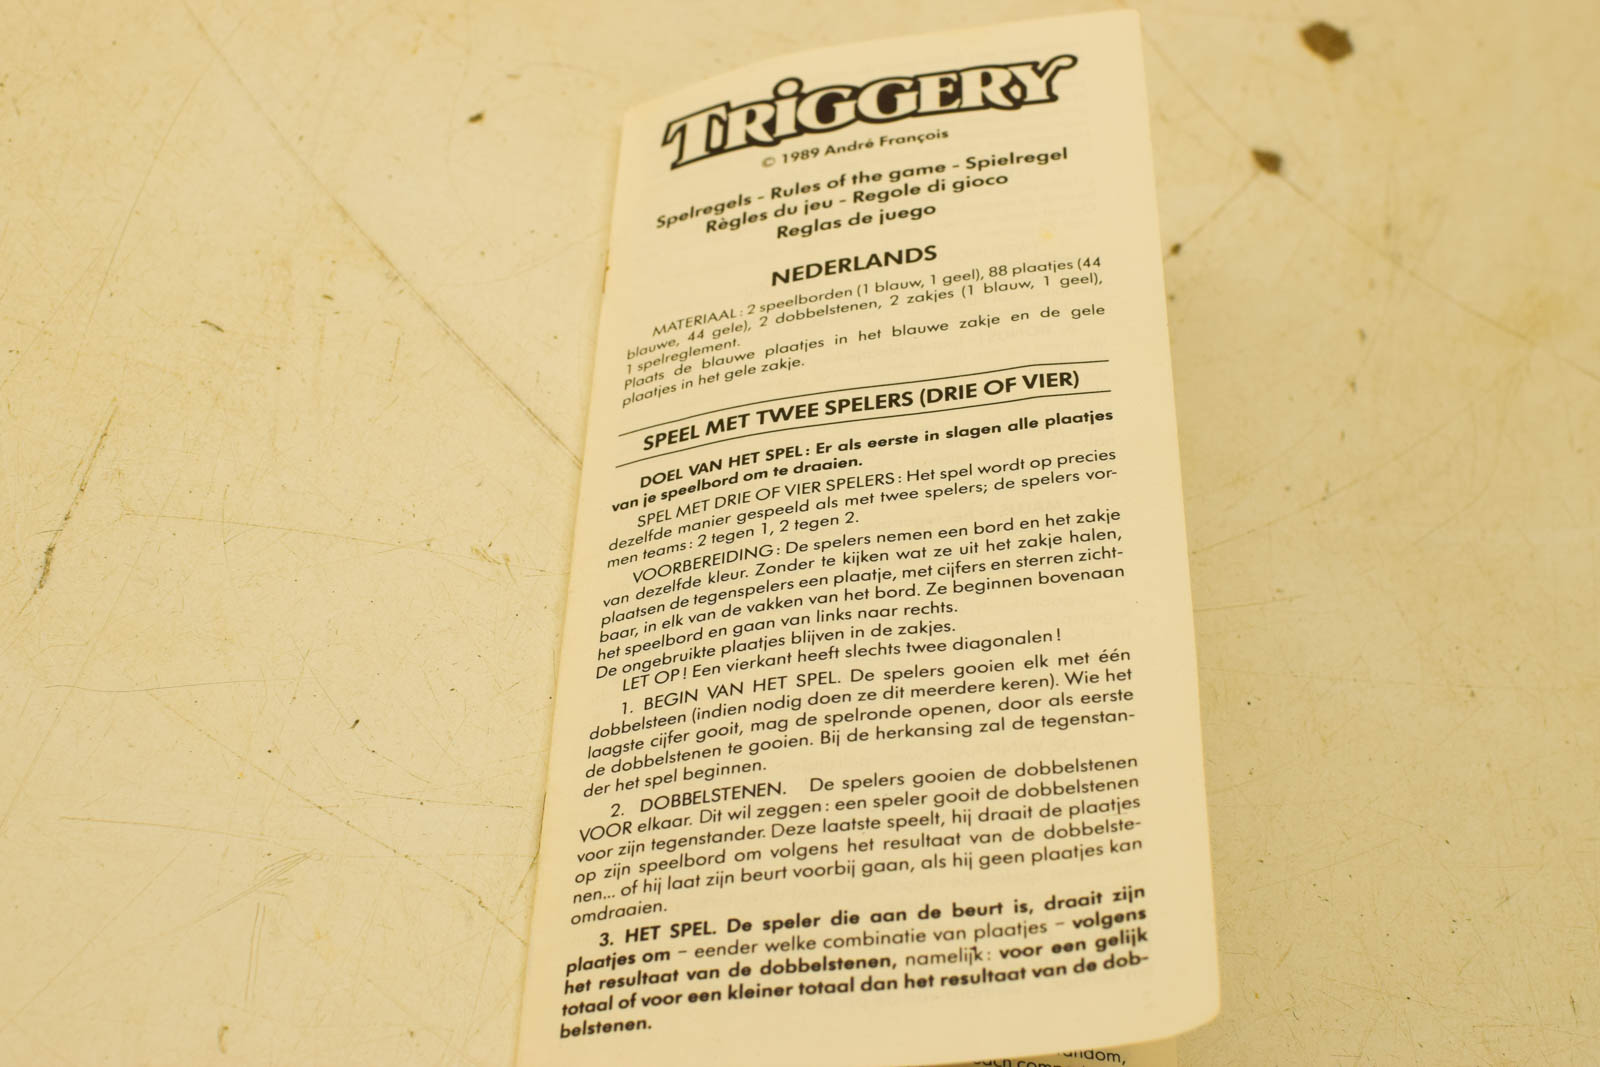 TRiGGERY
© 1989 André François
Spelregels - Rules of the game - Spielregel
Règles du jeu - Regole di gioco
Reglas de juego
NEDERLANDS
MATERIAAL: 2 speelborden (1 blauw, 1 geel), 88 plaatjes (44
blauwe, 44 gele), 2 dobbelstenen, 2 zakjes (1 blauw, 1 geel),
1 spelreglement.
Plaats de blauwe plaatjes in het blauwe zakje en de gele
plaatjes in het gele zakje.
SPEEL MET TWEE SPELERS (DRIE OF VIER)
DOEL VAN HET SPEL: Er als eerste in slagen alle plaatjes
van je speelbord om te draaien.
SPEL MET DRIE OF VIER SPELERS: Het spel wordt op precies
dezelfde manier gespeeld als met twee spelers; de spelers vor-
men teams: 2 tegen 1, 2 tegen 2.
VOORBEREIDING: De spelers nemen een bord en het zakje
van dezelfde kleur. Zonder te kijken wat ze uit het zakje halen,
plaatsen de tegenspelers een plaatje, met cijfers en sterren zicht-
baar, in elk van de vakken van het bord. Ze beginnen bovenaan
het speelbord en gaan van links naar rechts.
De ongebruikte plaatjes blijven in de zakjes.
LET OP! Een vierkant heeft slechts twee diagonalen!
1. BEGIN VAN HET SPEL. De spelers gooien elk met één
dobbelsteen (indien nodig doen ze dit meerdere keren). Wie het
laagste cijfer gooit, mag de spelronde openen, door als eerste
de dobbelstenen te gooien. Bij de herkansing zal de tegenstan-
der het spel beginnen.
2. DOBBELSTENEN. De spelers gooien de dobbelstenen
VOOR elkaar. Dit wil zeggen: een speler gooit de dobbelstenen
voor zijn tegenstander. Deze laatste speelt, hij draait de plaatjes
op zijn speelbord om volgens het resultaat van de dobbelste-
nen... of hij laat zijn beurt voorbij gaan, als hij geen plaatjes kan
omdraaien.
3. HET SPEL. De speler die aan de beurt is, draait zijn
plaatjes om – eender welke combinatie van plaatjes – volgens
het resultaat van de dobbelstenen, namelijk: voor een gelijk
totaal of voor een kleiner totaal dan het resultaat van de dob-
belstenen.